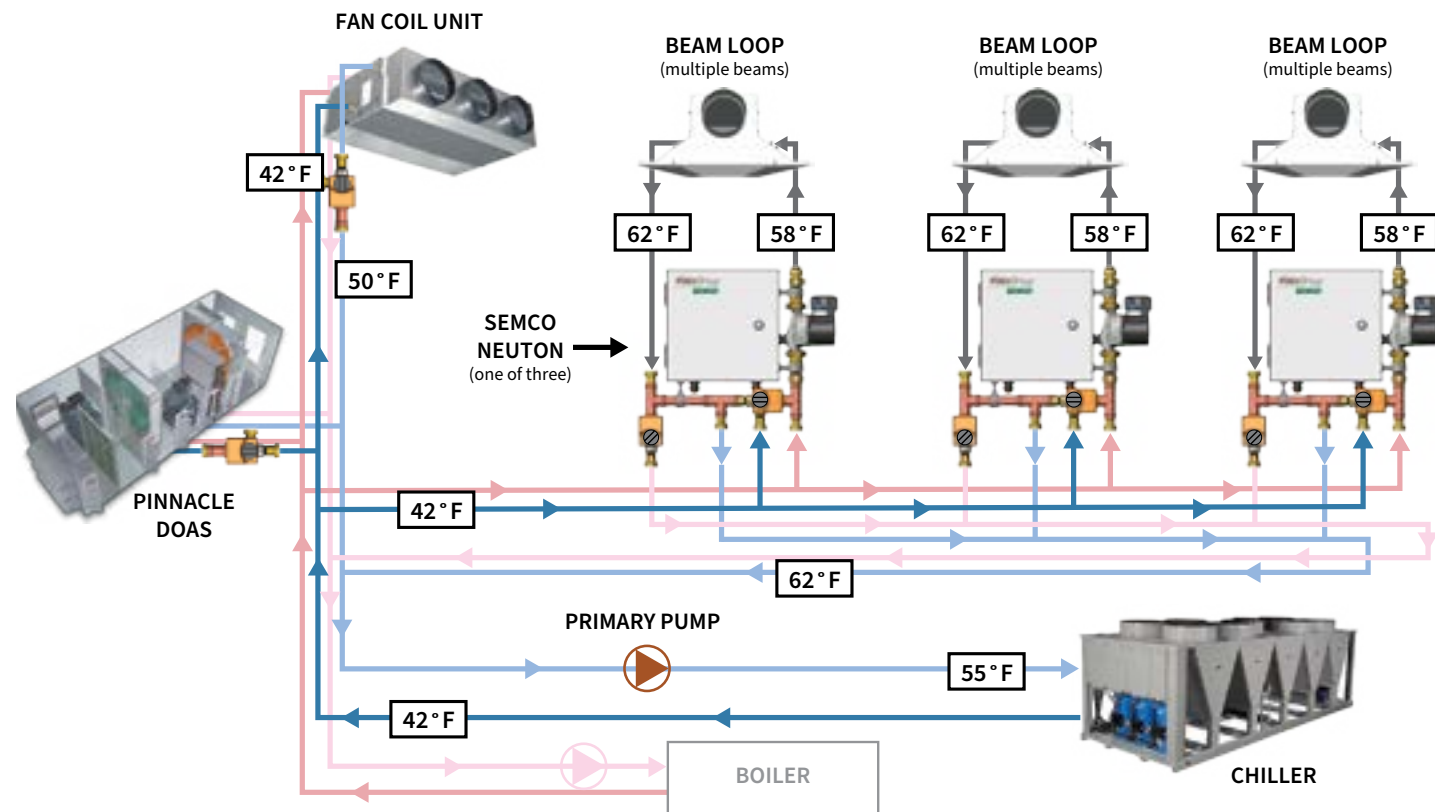 FAN COIL UNIT
BEAM LOOP
(multiple beams)
BEAM LOOP
(multiple beams)
BEAM LOOP
(multiple beams)
42°F
62°F
58°F
62°F
58°F
62°F
58°F
50°F
SEMCO
NEUTON
(one of three)
PINNACLE
DOAS
42°F
62°F
PRIMARY PUMP
55°F
42°F
BOILER
CHILLER